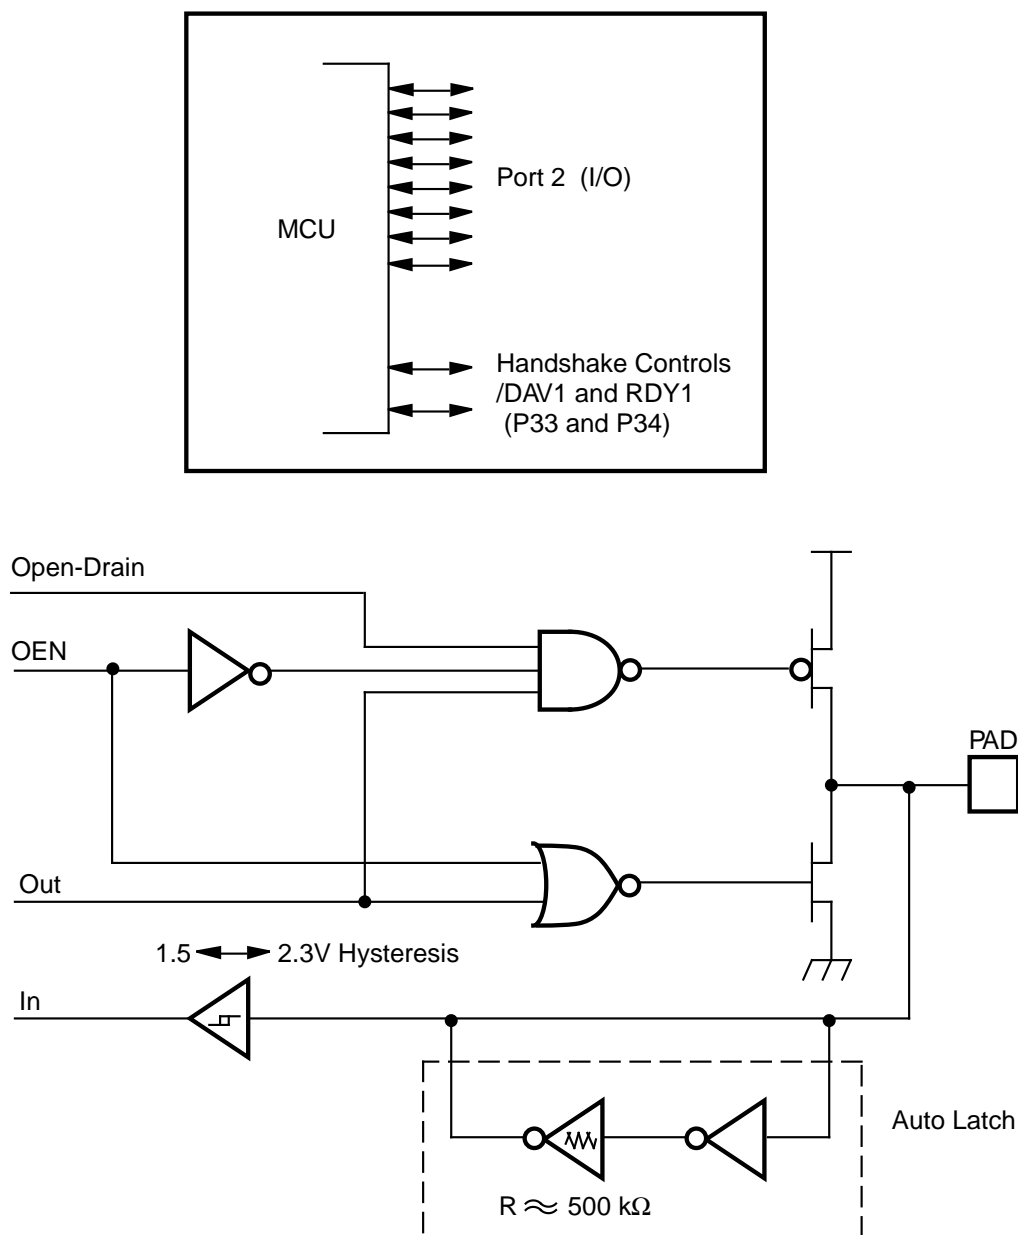 Port 2 (I/O)
MCU
Handshake Controls
/DAV1 and RDY1
(P33 and P34)
Open-Drain
OEN
PAD
Out
1.5 2.3V Hysteresis
In
Auto Latch
R ≈ 500 kΩ